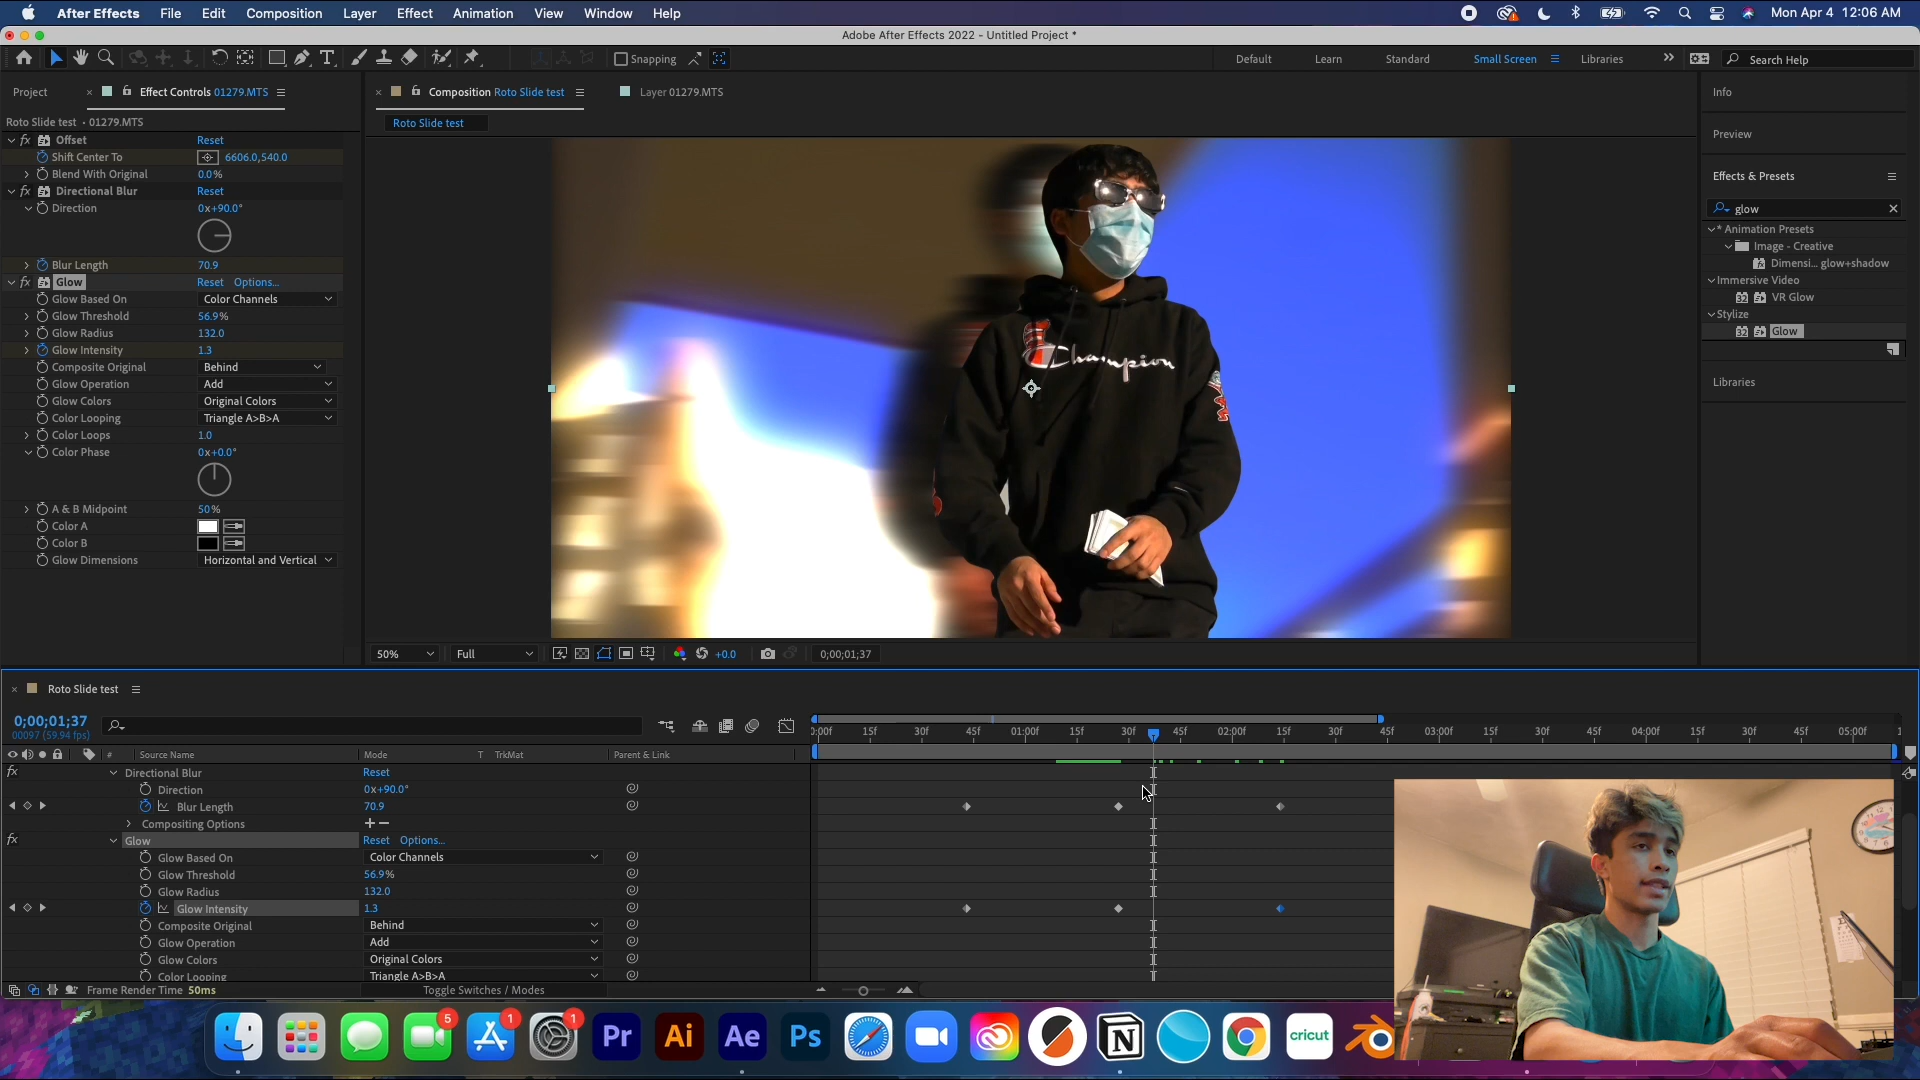 After Effects File Edit Composition Layer Effect Animation View Window Help Mon Apr 4 12:06 AM
Adobe After Effects 2022 - Untitled Project *
T Snapping Default Learn Standard Small Screen Libraries Search Help
Project Effect Controls 01279.MTS Composition Roto Slide test Layer 01279.MTS Info
Roto Slide test • 01279.MTS Roto Slide test
fx Offset Reset Preview
Shift Center To 6606.0,540.0
Blend With Original 0.0%
fx Directional Blur Reset Effects & Presets
Direction 0x+90.0° glow
* Animation Presets
Image - Creative
Blur Length 70.9 Dimensi... glow+shadow
fx Glow Reset Options... Immersive Video
Glow Based On Color Channels 32 VR Glow
Glow Threshold 56.9% Stylize
Glow Radius 132.0 32 Glow
Glow Intensity 1.3
Composite Original Behind
Glow Operation Add Libraries
Glow Colors Original Colors
Color Looping Triangle A>B>A
Color Loops 1.0
Color Phase 0x+0.0°
A & B Midpoint 50%
Color A
Color B
Glow Dimensions Horizontal and Vertical
Champion
50% Full +0.0 0;00;01;37
Roto Slide test
0;00;01;37
00097 (59.94 fps)
0:00f 15f 30f 45f 01:00f 15f 30f 45f 02:00f 15f 30f 45f 03:00f 15f 30f 45f 04:00f 15f 30f 45f 05:00f 1
# Source Name Mode T TrkMat Parent & Link
fx Directional Blur Reset
Direction 0x+90.0°
Blur Length 70.9
Compositing Options + −
fx Glow Reset Options...
Glow Based On Color Channels
Glow Threshold 56.9%
Glow Radius 132.0
Glow Intensity 1.3
Composite Original Behind
Glow Operation Add
Glow Colors Original Colors
Color Looping Triangle A>B>A
Frame Render Time 50ms Toggle Switches / Modes
5 1 1
Pr Ai Ae Ps N cricut